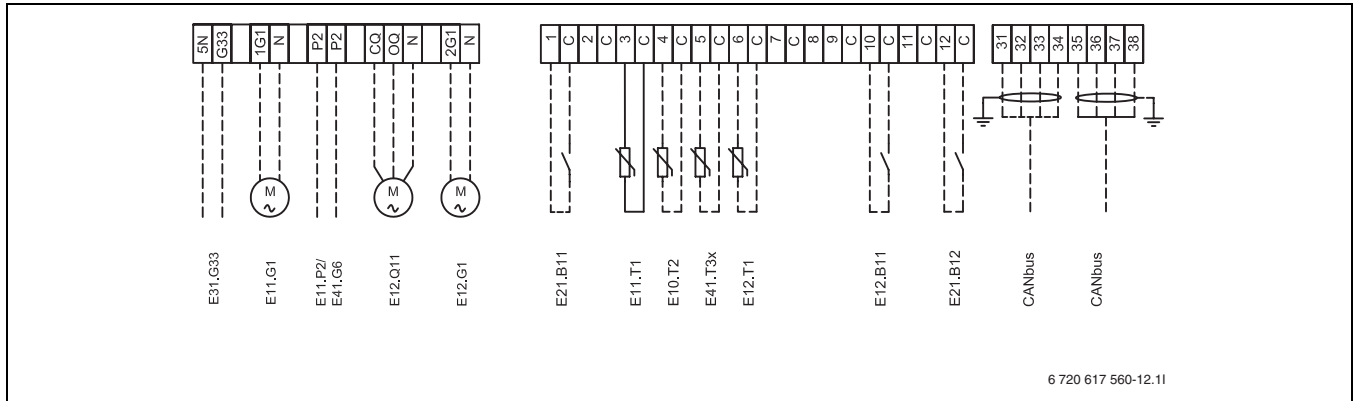 5N G33 1G1 N P2 P2 CQ OQ N 2G1 N
1 C 2 C 3 C 4 C 5 C 6 C 7 C 8 9 C 10 C 11 C 12 C
31 32 33 34 35 36 37 38
M
M
M
E31.G33
E11.G1
E11.P2/
E41.G6
E12.Q11
E12.G1
E21.B11
E11.T1
E10.T2
E41.T3x
E12.T1
E12.B11
E21.B12
CANbus
CANbus
6 720 617 560-12.1I